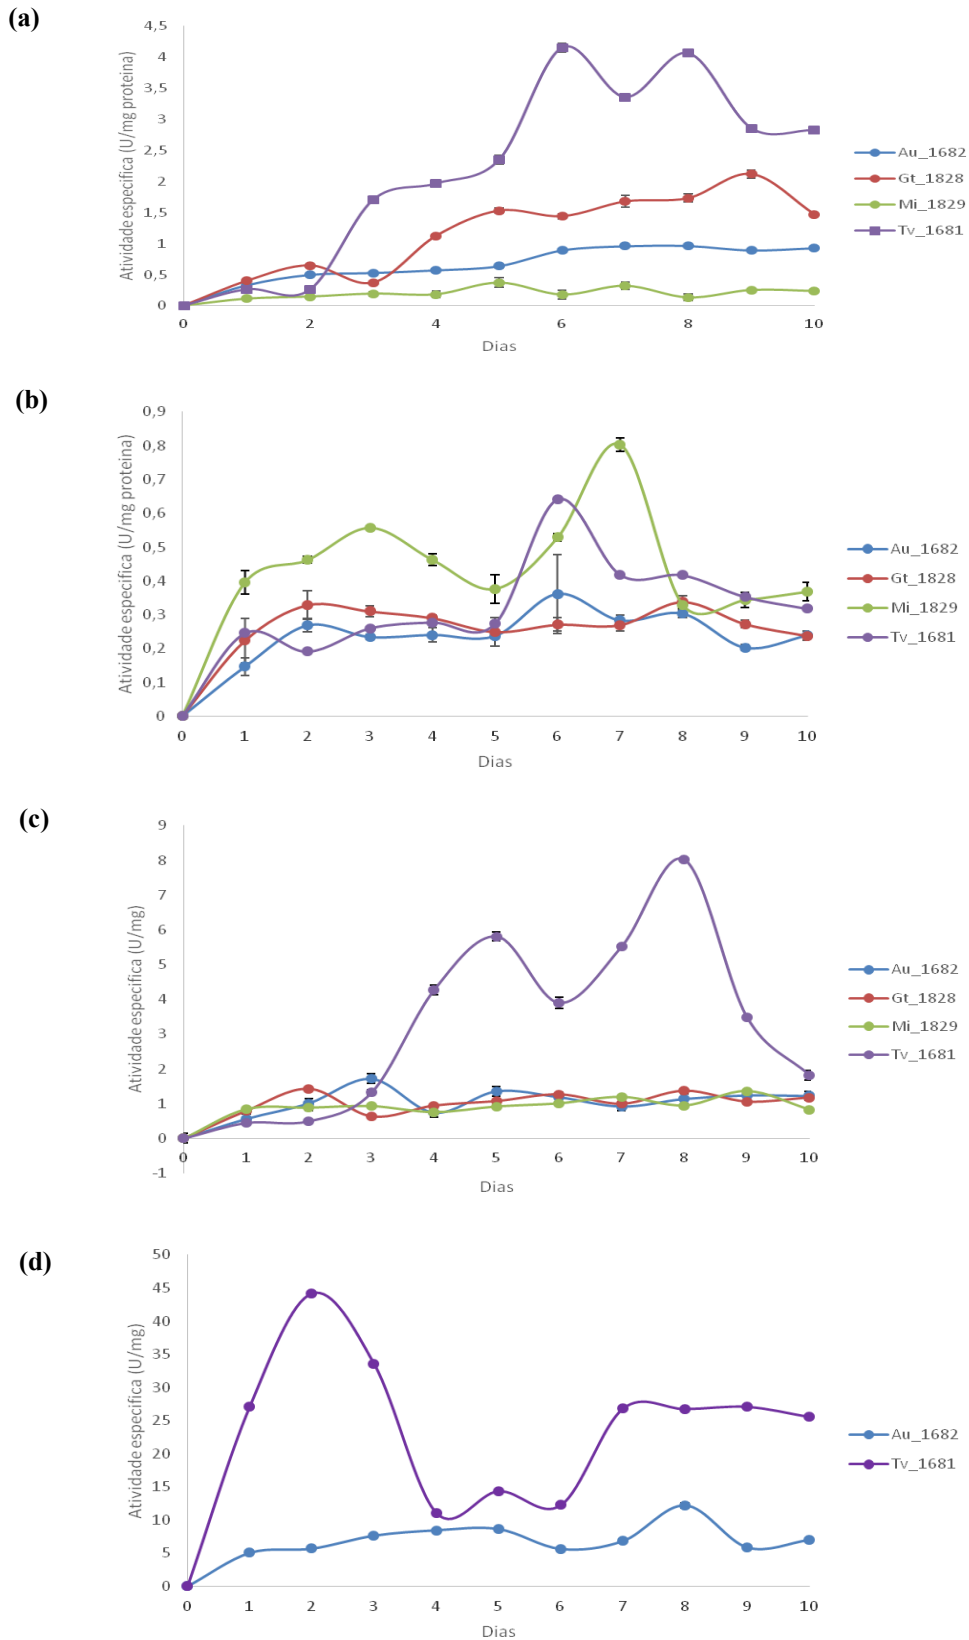 (a)
Atividade específica (U/mg proteina)
4,5
4
3,5
3
2,5
2
1,5
1
0,5
0
0 2 4 6 8 10
Dias
Au_1682
Gt_1828
Mi_1829
Tv_1681
(b)
Atividade específica (U/mg proteina)
0,9
0,8
0,7
0,6
0,5
0,4
0,3
0,2
0,1
0
0 1 2 3 4 5 6 7 8 9 10
Dias
Au_1682
Gt_1828
Mi_1829
Tv_1681
(c)
Atividade específica (U/mg)
9
8
7
6
5
4
3
2
1
0
-1
0 1 2 3 4 5 6 7 8 9 10
Dias
Au_1682
Gt_1828
Mi_1829
Tv_1681
(d)
Atividade específica (U/mg)
50
45
40
35
30
25
20
15
10
5
0
0 1 2 3 4 5 6 7 8 9 10
Dias
Au_1682
Tv_1681